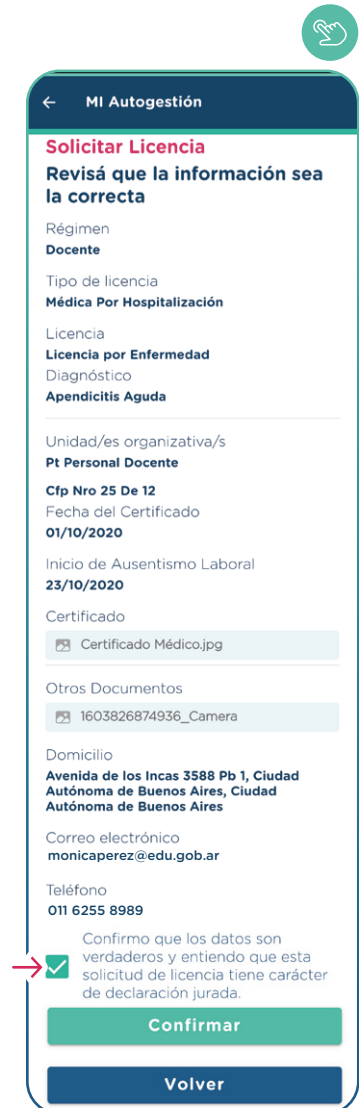 MI Autogestión
Solicitar Licencia
Revisá que la información sea
la correcta
Régimen
Docente
Tipo de licencia
Médica Por Hospitalización
Licencia
Licencia por Enfermedad
Diagnóstico
Apendicitis Aguda
Unidad/es organizativa/s
Pt Personal Docente
Cfp Nro 25 De 12
Fecha del Certificado
01/10/2020
Inicio de Ausentismo Laboral
23/10/2020
Certificado
Certificado Médico.jpg
Otros Documentos
1603826874936_Camera
Domicilio
Avenida de los Incas 3588 Pb 1, Ciudad
Autónoma de Buenos Aires, Ciudad
Autónoma de Buenos Aires
Correo electrónico
monicaperez@edu.gob.ar
Teléfono
011 6255 8989
Confirmo que los datos son
verdaderos y entiendo que esta
solicitud de licencia tiene carácter
de declaración jurada.
Confirmar
Volver